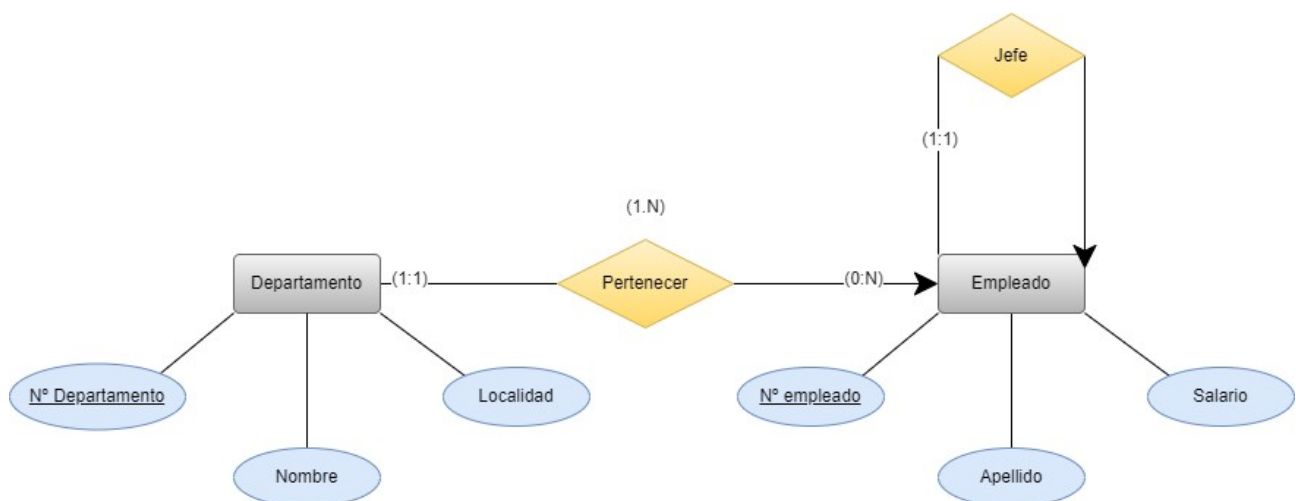 Jefe
(1:1)
(1.N)
Departamento
(1:1)
Pertenecer
(0:N)
Empleado
Nº Departamento
Localidad
Nº empleado
Salario
Nombre
Apellido